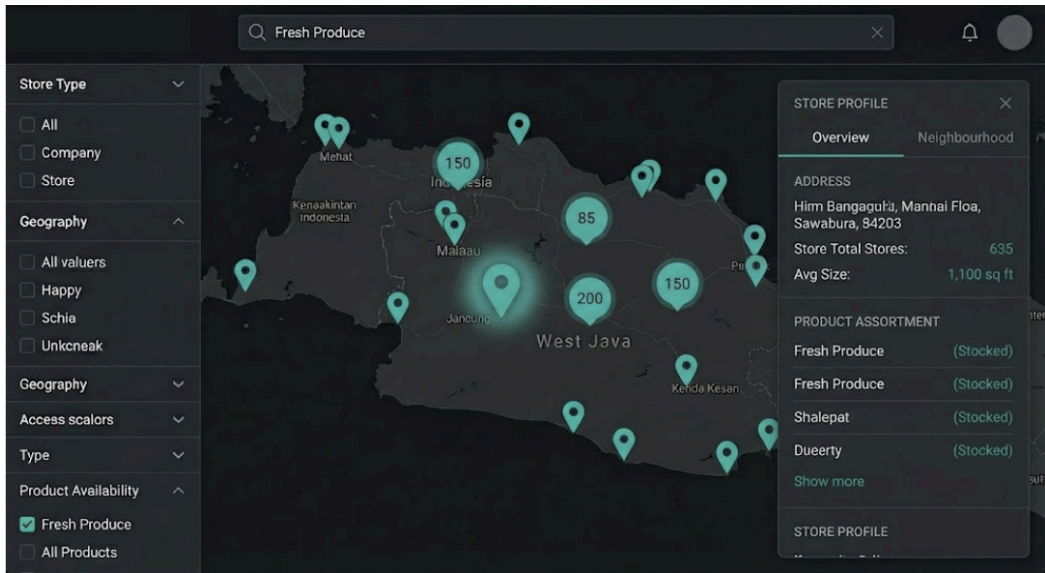 Fresh Produce
Store Type
All
Company
Store
Geography
All valuers
Happy
Schia
Unkcneak
Geography
Access scalors
Type
Product Availability
Fresh Produce
All Products
Mehat
150
Kenaakintan
Indonesta
Malaau
85
Jancung
200
150
West Java
Kenda Kesan
STORE PROFILE
Overview
Neighbourhood
ADDRESS
Sawabura, 84203
Store Total Stores:
635
Avg Size:
1,100 sq ft
PRODUCT ASSORTMENT
Fresh Produce
(Stocked)
Fresh Produce
(Stocked)
Shalepat
(Stocked)
Dueerty
(Stocked)
Show more
STORE PROFILE